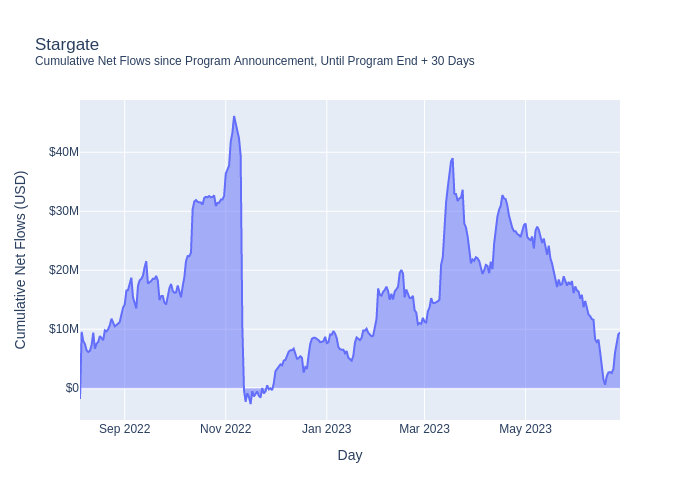 Stargate
Cumulative Net Flows since Program Announcement, Until Program End + 30 Days
Cumulative Net Flows (USD)
$40M
$30M
$20M
$10M
$0
Sep 2022 Nov 2022 Jan 2023 Mar 2023 May 2023
Day